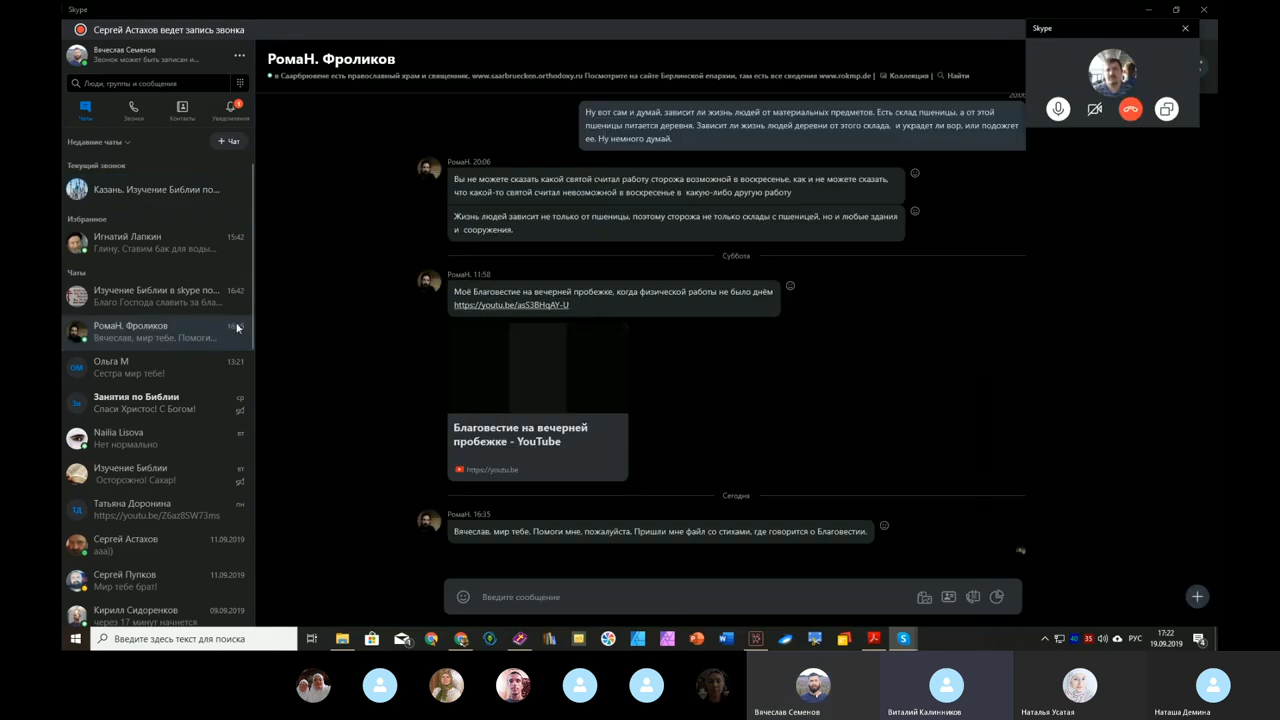 Skype
Сергей Астахов ведет запись звонка
Вячеслав Семенов
Звонок может быть записан и...
Люди, группы и сообщения
Чаты
Звонки
Контакты
Уведомления
Недавние чаты
+ Чат
Текущий звонок
Казань. Изучение Библии по...
Избранное
Игнатий Лапкин 15:42
Глину. Ставим бак для воды...
Чаты
Изучение Библии в skype по... 16:42
Благо Господа славить за бла...
РомаН. Фроликов
Вячеслав, мир тебе. Помоги...
Ольга М 13:21
ОМ
Сестра мир тебе!
Занятия по Библии ср
Зи
Спаси Христос! С Богом!
Nailia Lisova вт
Нет нормально
Изучение Библии вт
Осторожно! Сахар!
Татьяна Доронина пн
ТД
https://youtu.be/Z6az8SW73ms
Сергей Астахов 11.09.2019
ааа))
Сергей Пупков 11.09.2019
Мир тебе брат!
Кирилл Сидоренков 09.09.2019
через 17 минут начнется
РомаН. Фроликов
в Саарбрюкене есть православный храм и священник, www.saarbruecken.orthodoxy.ru Посмотрите на сайте Берлинской епархии, там есть все сведения www.rokmp.de | Коллекция | Найти
20:06
Ну вот сам и думай, зависит ли жизнь людей от материальных предметов. Есть склад пшеницы, а от этой
пшеницы питается деревня. Зависит ли жизнь людей деревни от этого склада, и украдет ли вор, или подожгет
ее. Ну немного думай.
РомаН. 20:06
Вы не можете сказать какой святой считал работу сторожа возможной в воскресенье, как и не можете сказать,
что какой-то святой считал невозможной в воскресенье в какую-либо другую работу
Жизнь людей зависит не только от пшеницы, поэтому сторожа не только склады с пшеницей, но и любые здания
и сооружения.
Суббота
РомаН. 11:58
Моё Благовестие на вечерней пробежке, когда физической работы не было днём
https://youtu.be/asS3BHqAY-U
Благовестие на вечерней
пробежке - YouTube
https://youtu.be
Сегодня
РомаН. 16:35
Вячеслав, мир тебе. Помоги мне, пожалуйста. Пришли мне файл со стихами, где говорится о Благовестии.
Введите сообщение
Skype
Введите здесь текст для поиска
40 35 РУС
17:22
19.09.2019
Вячеслав Семенов
Виталий Калинников
Наталья Усатая
Наташа Демина